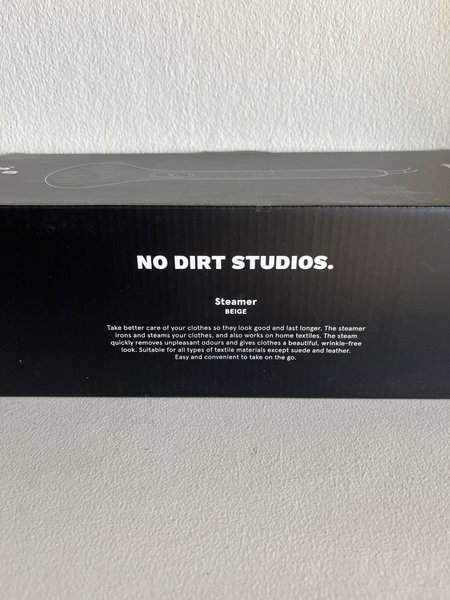 NO DIRT STUDIOS.
Steamer
BEIGE
Take better care of your clothes so they look good and last longer. The steamer
irons and steams your clothes, and also works on home textiles. The steam
quickly removes unpleasant odours and gives clothes a beautiful, wrinkle-free
look. Suitable for all types of textile materials except suede and leather.
Easy and convenient to take on the go.